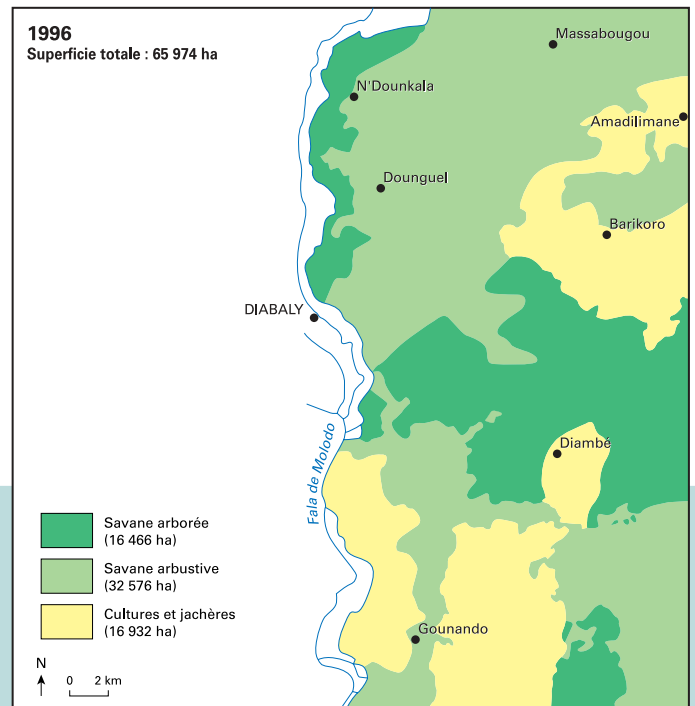 1996
Superficie totale : 65 974 ha
Massabougou
N'Dounkala
Amadilimane
Dounguel
Barikoro
DIABALY
Fala de Molodo
Diambé
Savane arborée
(16 466 ha)
Savane arbustive
(32 576 ha)
Cultures et jachères
(16 932 ha)
Gounando
N
0 2 km